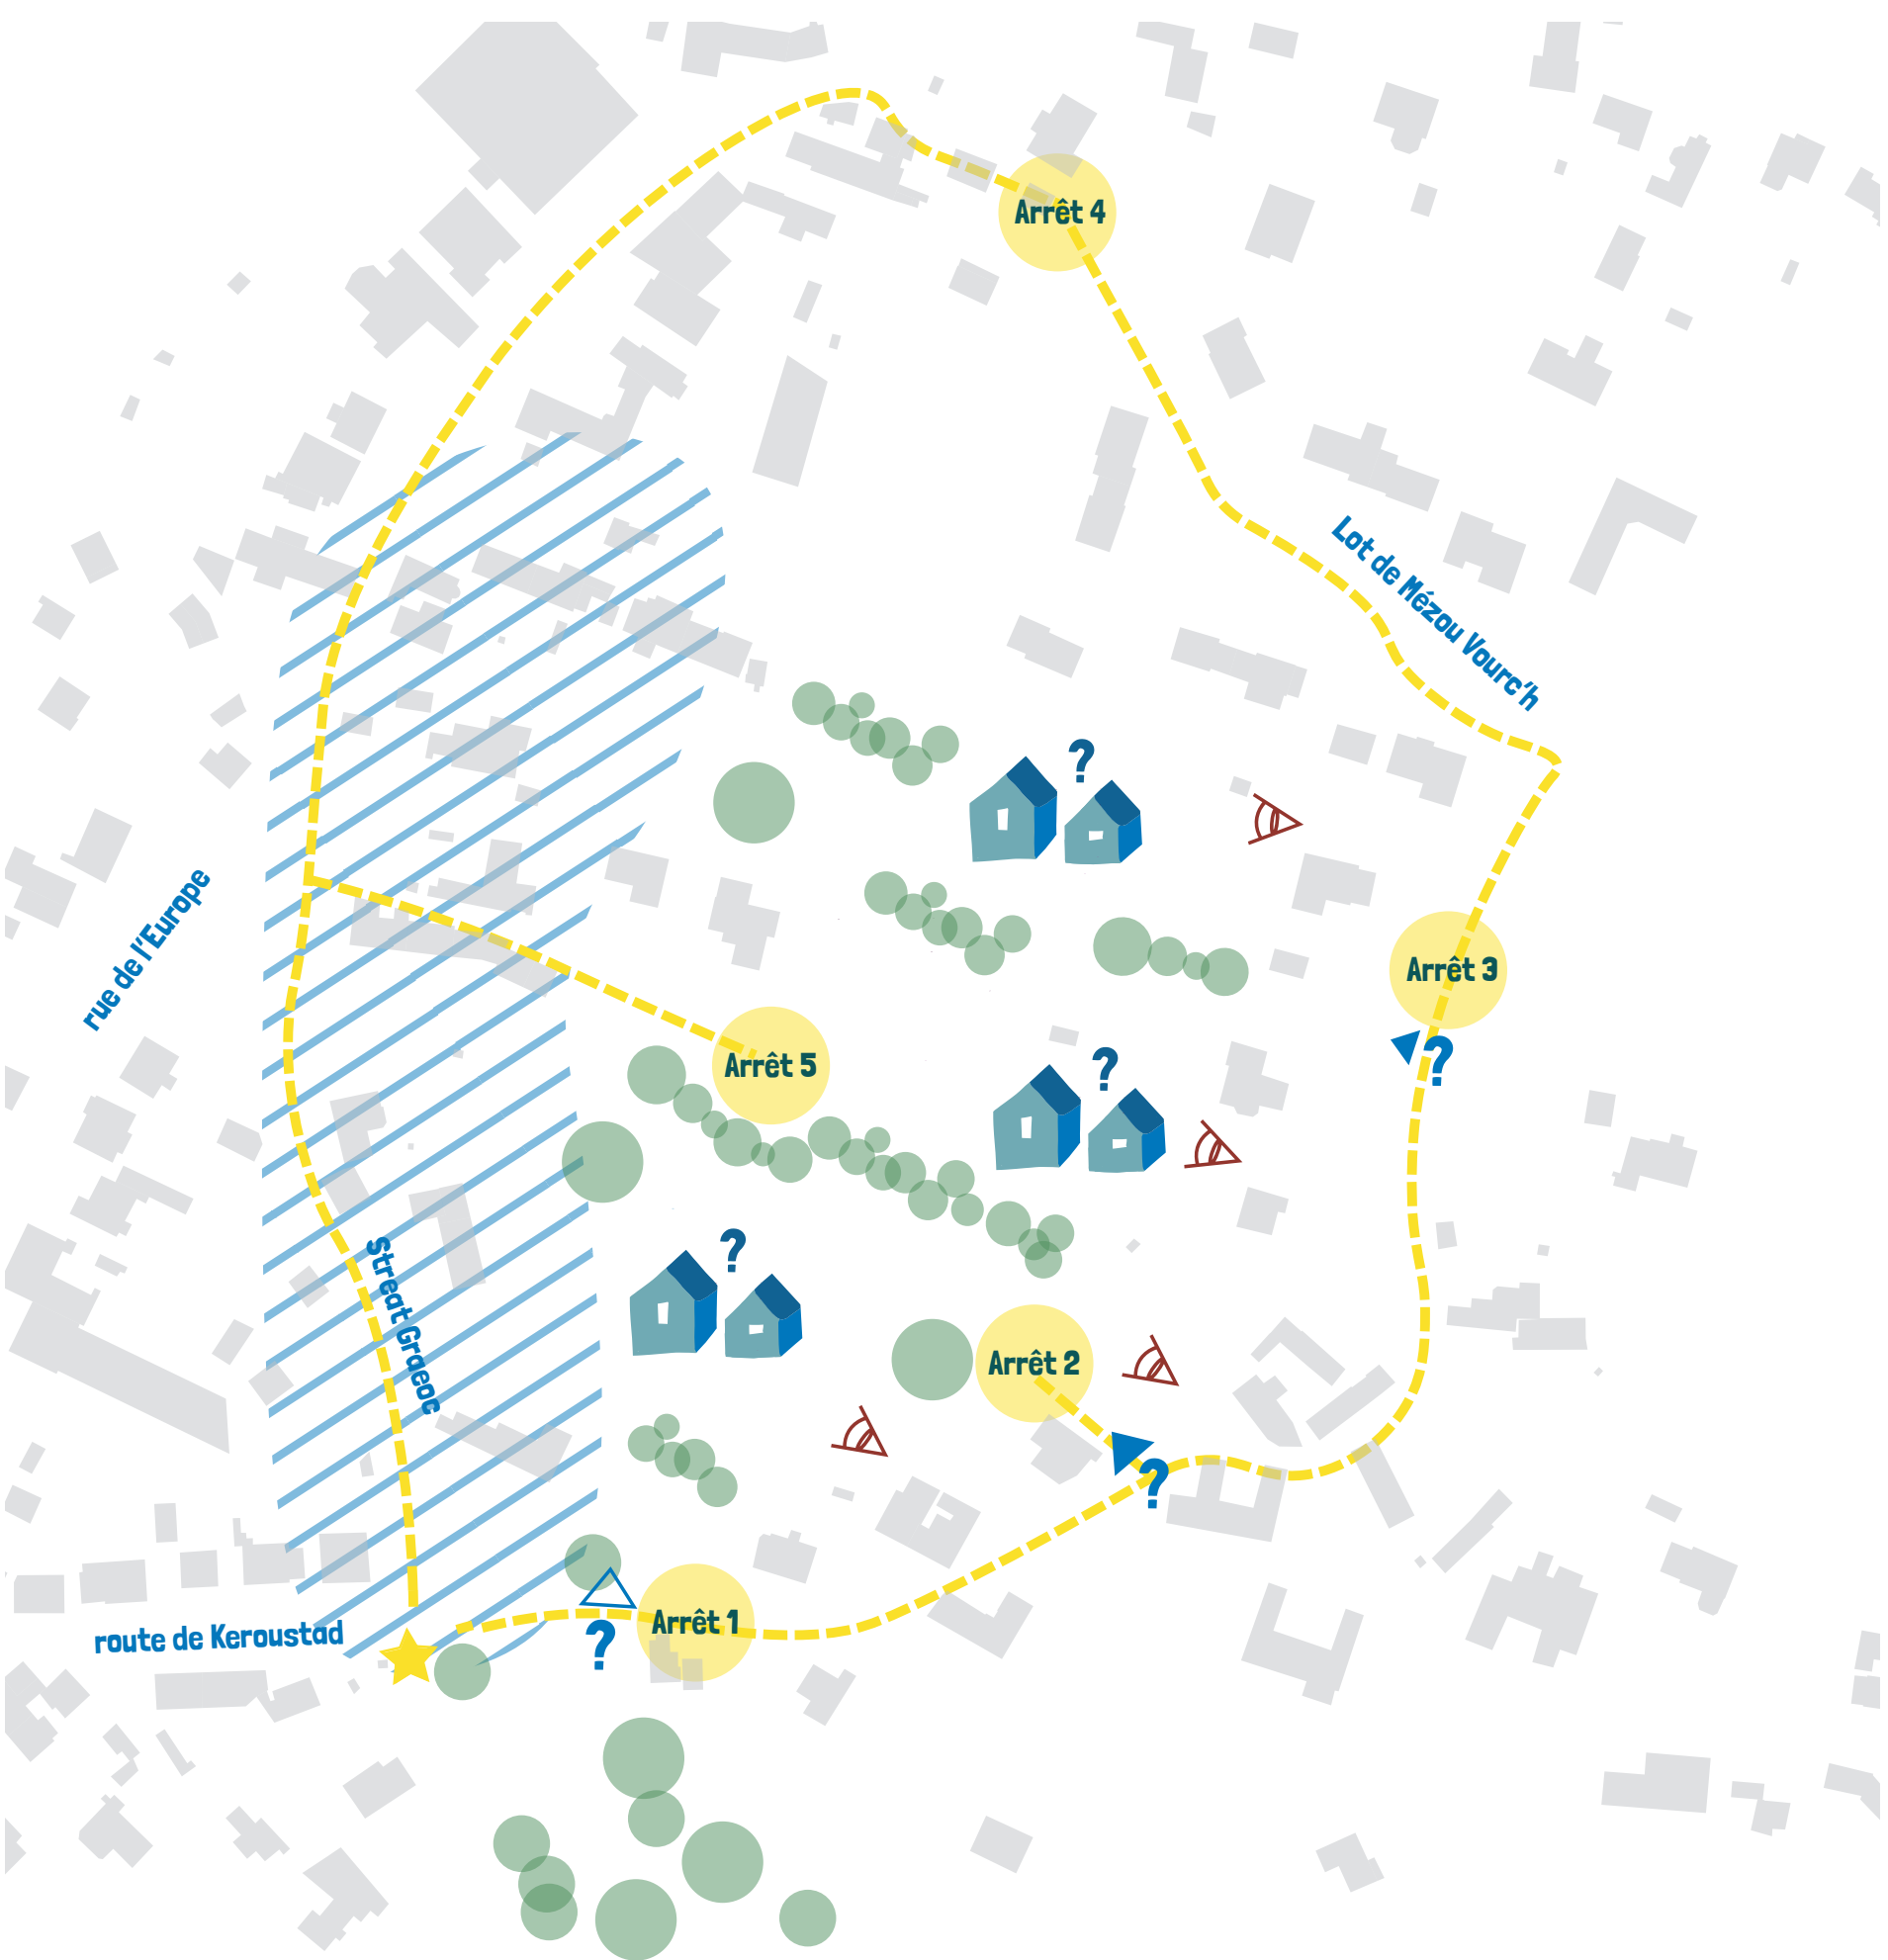 Arrêt 4
Lot de Mézou Vourc'h
?
rue de l'Europe
Arrêt 3
?
Arrêt 5
?
?
Streat Graeoc
Arrêt 2
?
Arrêt 1
route de Keroustad
?